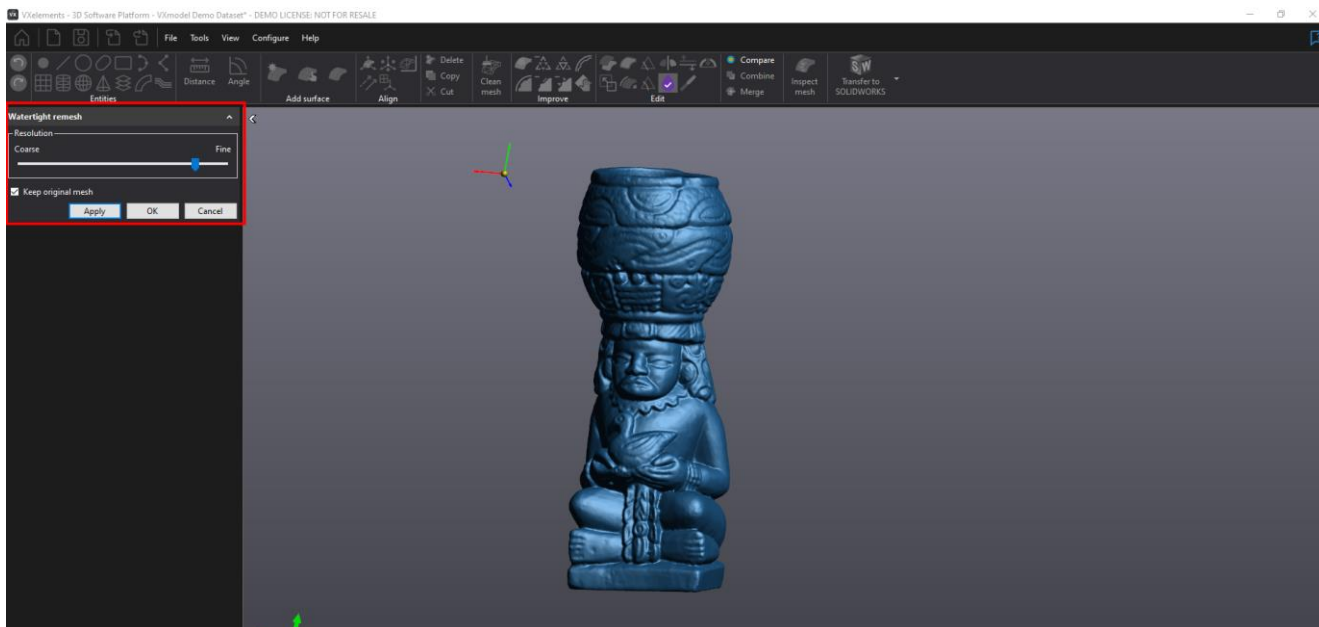 VXelements - 3D Software Platform - VXmodel Demo Dataset* - DEMO LICENSE: NOT FOR RESALE
File Tools View Configure Help
Distance Angle
Delete
Copy
Cut
Clean mesh
Compare
Combine
Merge
Inspect mesh
Transfer to SOLIDWORKS
Entities Add surface Align Improve Edit
Watertight remesh
Resolution
Coarse Fine
Keep original mesh
Apply OK Cancel